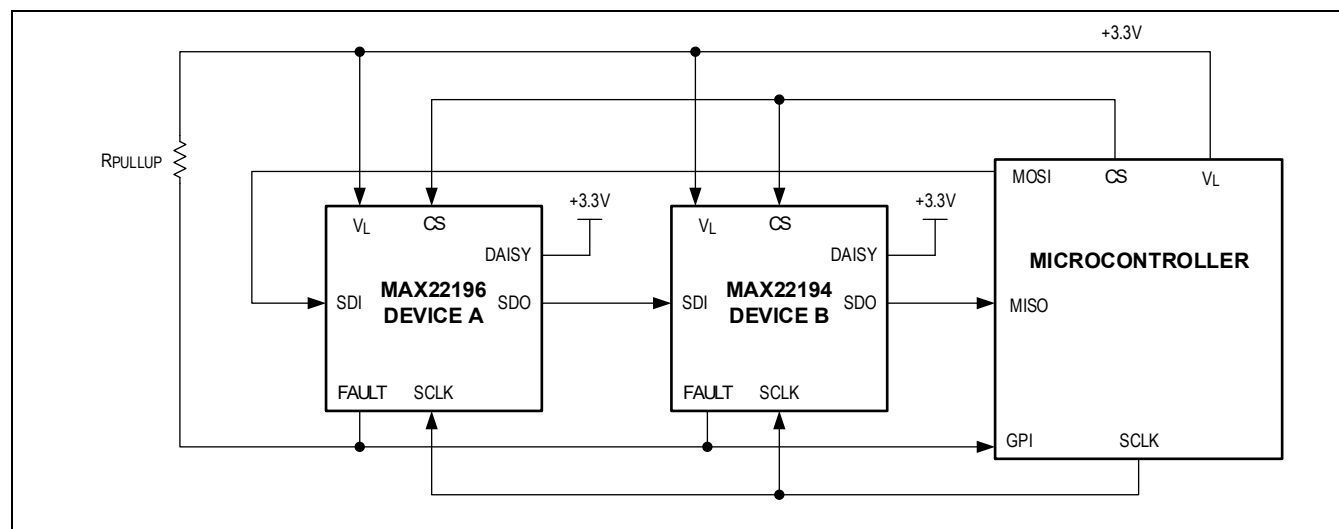 +3.3V
RPULLUP
MOSI
CS
VL
VL
CS
+3.3V
DAISY
MAX22196
DEVICE A
SDI
SDO
FAULT
SCLK
VL
CS
+3.3V
DAISY
MAX22194
DEVICE B
SDI
SDO
FAULT
SCLK
MICROCONTROLLER
MISO
GPI
SCLK